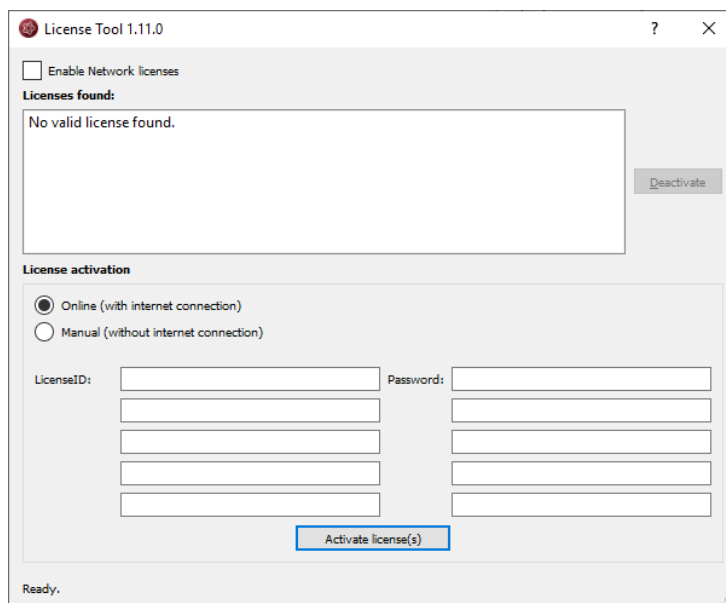 License Tool 1.11.0
?
Enable Network licenses
Licenses found:
No valid license found.
Deactivate
License activation
Online (with internet connection)
Manual (without internet connection)
LicenseID: Password:
Activate license(s)
Ready.